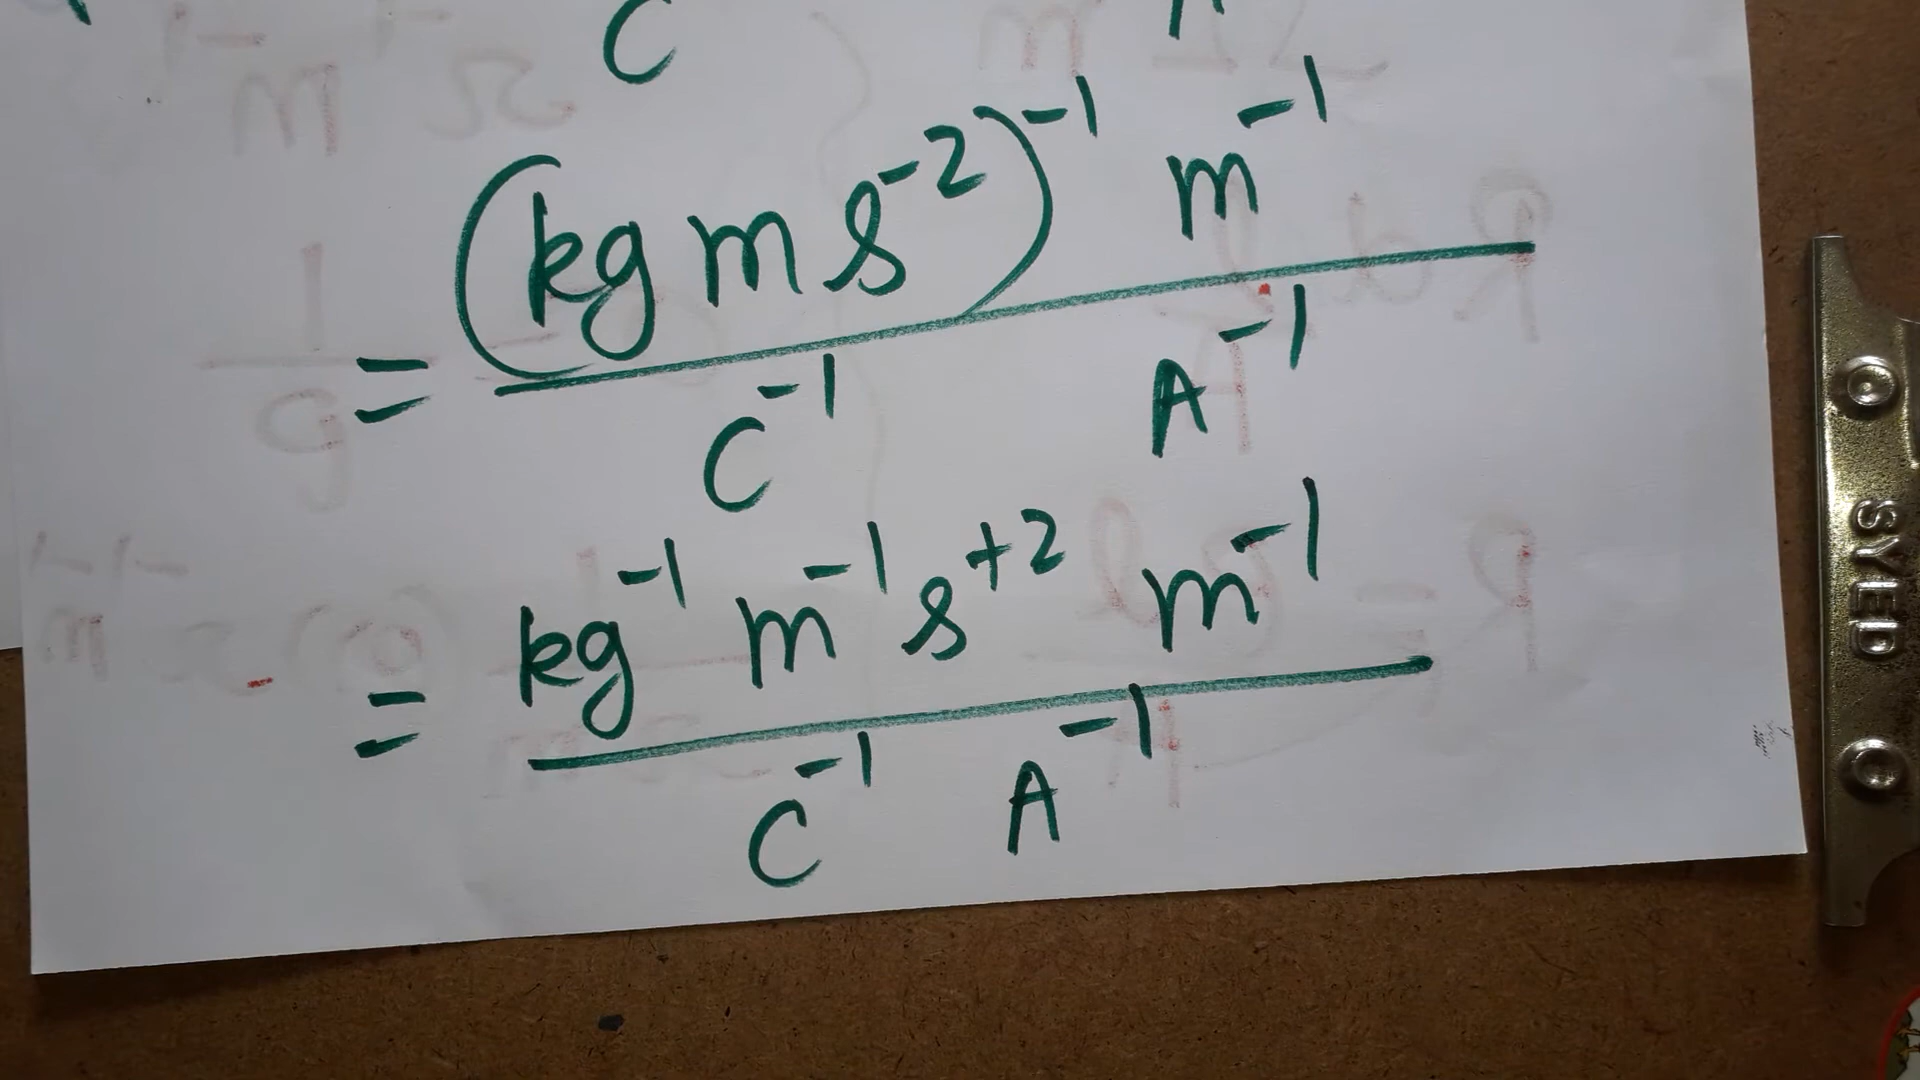 C A
= (kg m s⁻²)⁻¹ m⁻¹
C⁻¹ A⁻¹
= kg⁻¹ m⁻¹ s⁺² m⁻¹
C⁻¹ A⁻¹
SYED